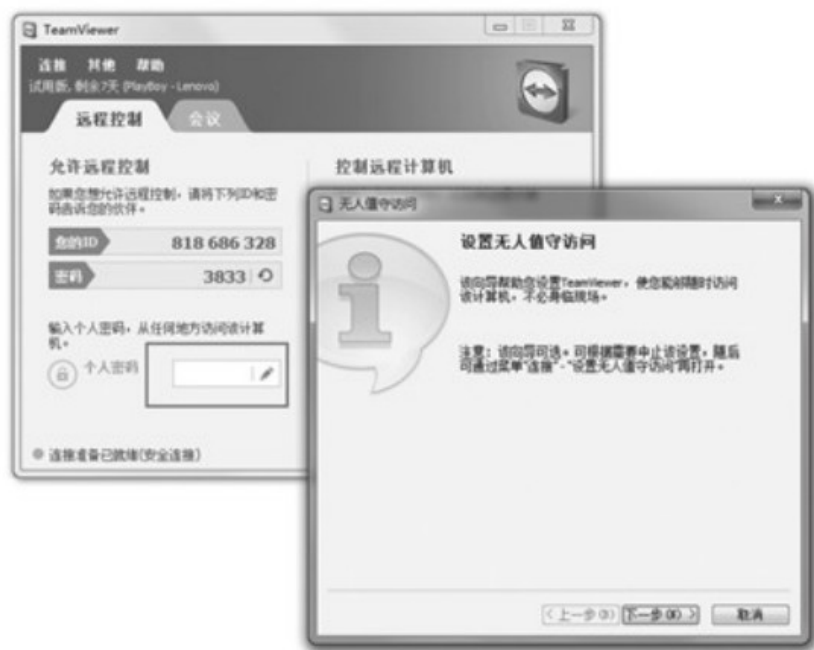 TeamViewer
连接 其他 帮助
试用版, 剩余7天 (PlayBoy - Lenovo)
远程控制
会议
允许远程控制
如果您想允许远程控制，请将下列ID和密
码告诉您的伙伴。
您的ID
818 686 328
密码
3833
输入个人密码，从任何地方访问该计算
机。
个人密码
连接准备已就绪(安全连接)
控制远程计算机
无人值守访问
设置无人值守访问
该向导帮助您设置TeamViewer，使您能够随时访问
该计算机，不必身临现场。
注意：该向导可选。可根据需要中止该设置，随后
可通过菜单“连接”-“设置无人值守访问”再打开。
<上一步(B)
下一步(N) >
取消